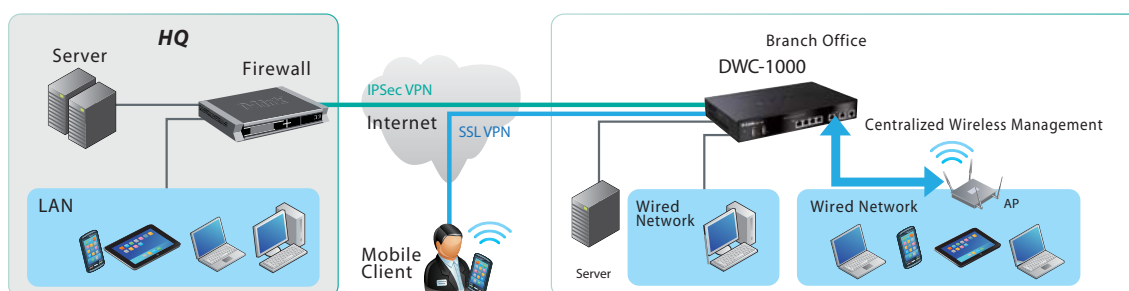 HQ
Server
Firewall
LAN
IPSec VPN
Internet
SSL VPN
Mobile
Client
Branch Office
DWC-1000
Centralized Wireless Management
AP
Server
Wired
Network
Wired Network
D-Link